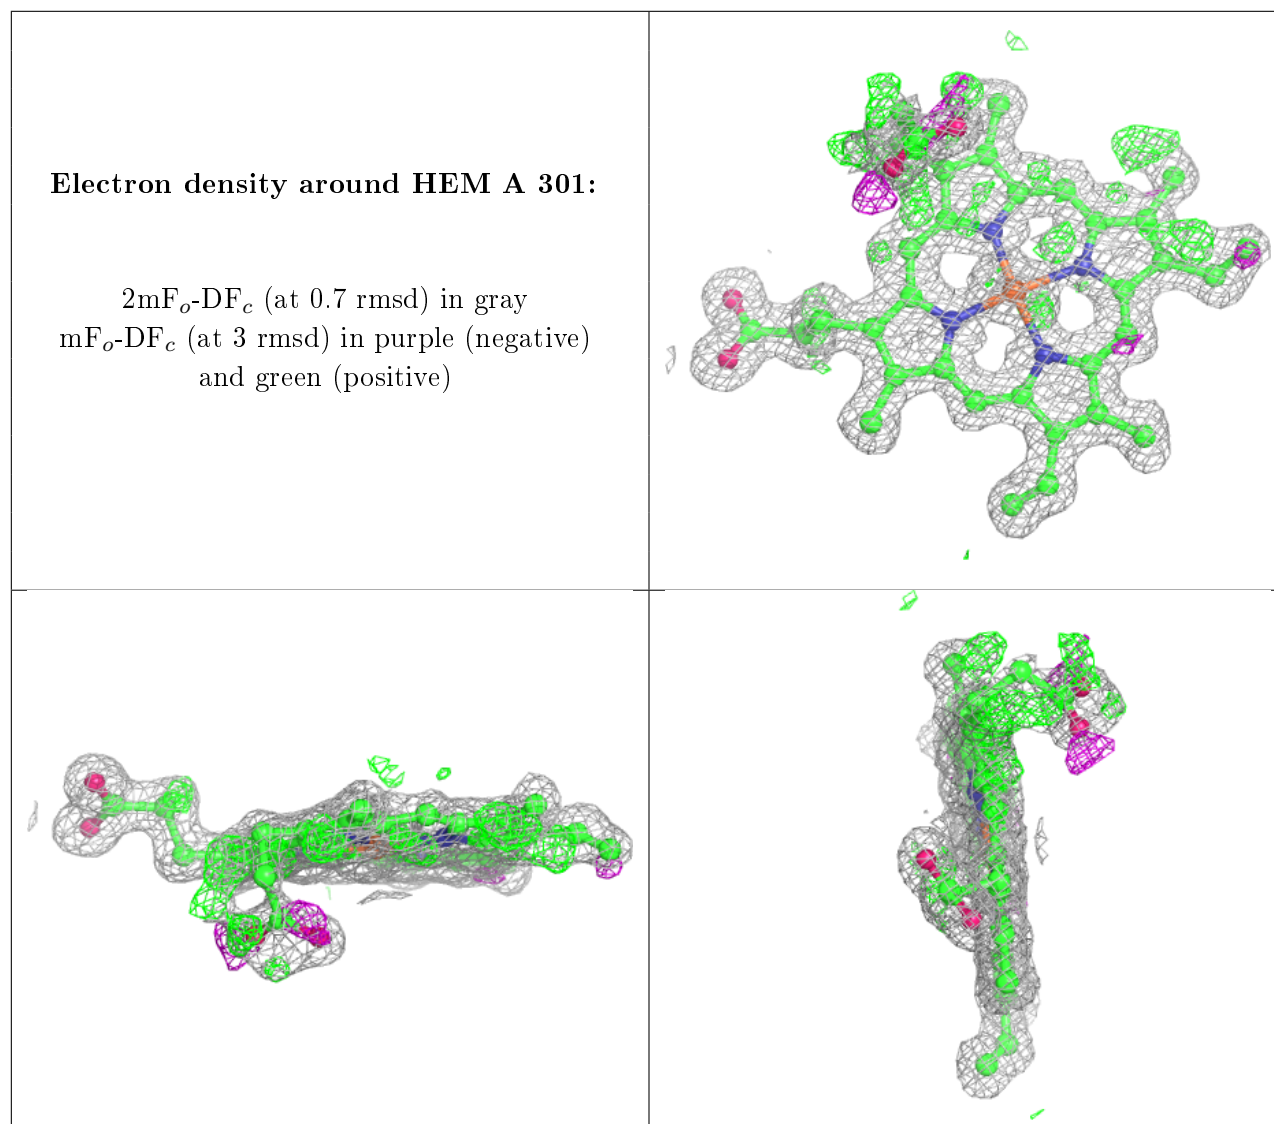 Electron density around HEM A 301:
2mFo-DFc (at 0.7 rmsd) in gray
mFo-DFc (at 3 rmsd) in purple (negative)
and green (positive)